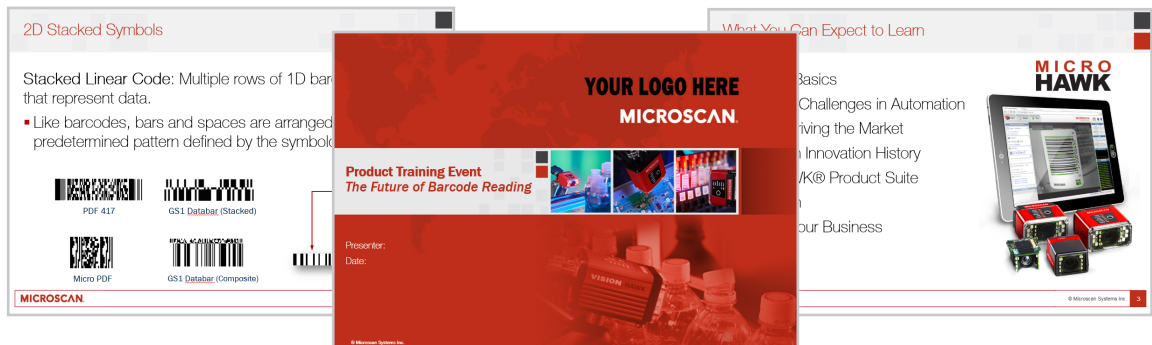 2D Stacked Symbols
Stacked Linear Code: Multiple rows of 1D bar
that represent data.
Like barcodes, bars and spaces are arranged
predetermined pattern defined by the symbolo
PDF 417
GS1 Databar (Stacked)
Micro PDF
GS1 Databar (Composite)
MICROSCAN.
YOUR LOGO HERE
MICROSCAN.
Product Training Event
The Future of Barcode Reading
Presenter:
Date:
VISION
© Microscan Systems Inc.
What You Can Expect to Learn
MICRO
HAWK
Basics
Challenges in Automation
riving the Market
Innovation History
WK® Product Suite
our Business
© Microscan Systems Inc.
3